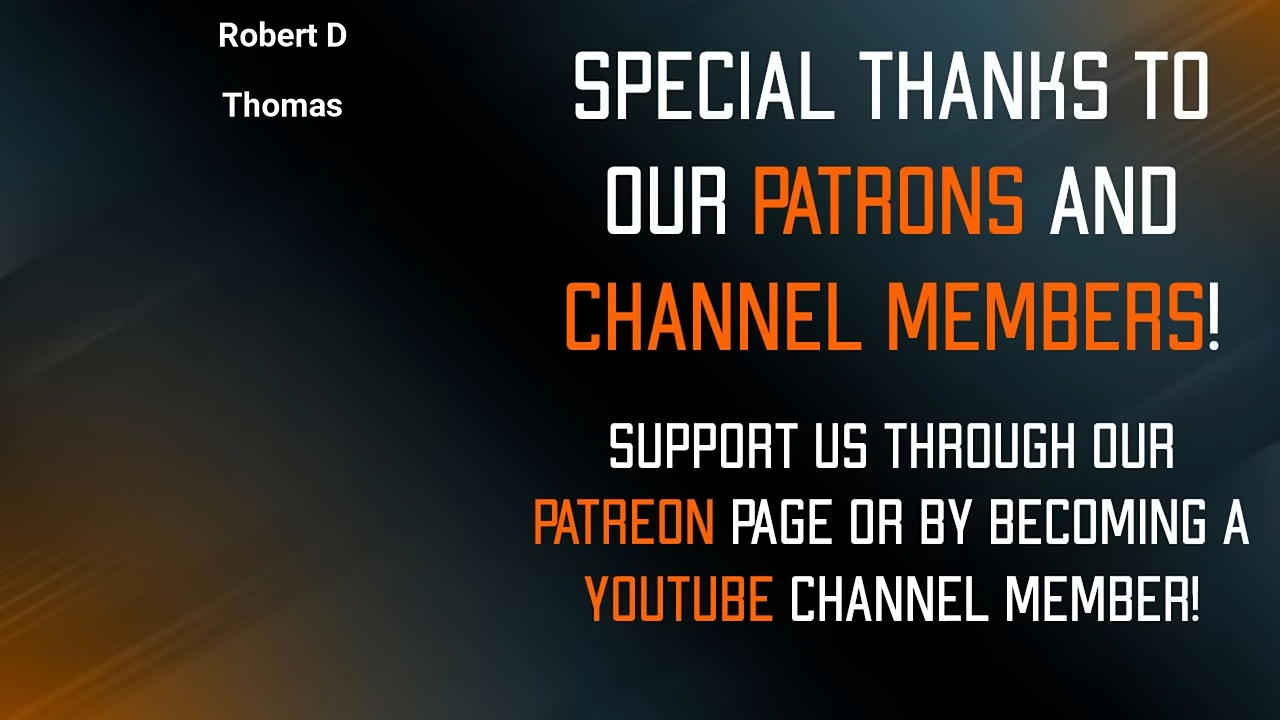 Robert D
Thomas
SPECIAL THANKS TO
OUR PATRONS AND
CHANNEL MEMBERS!
SUPPORT US THROUGH OUR
PATREON PAGE OR BY BECOMING A
YOUTUBE CHANNEL MEMBER!